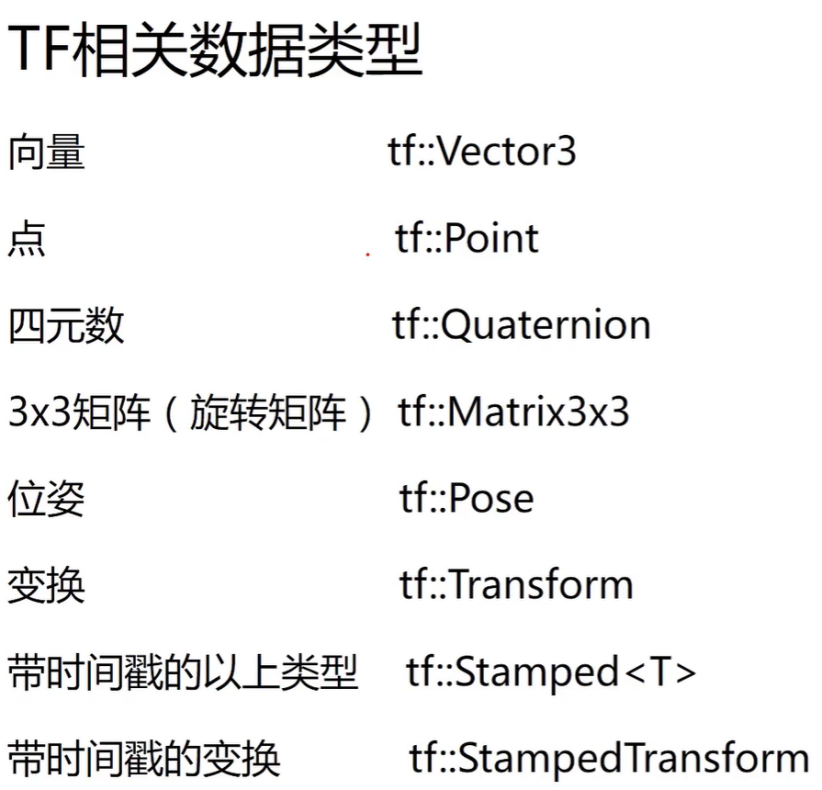 TF相关数据类型
向量 tf::Vector3
点 tf::Point
四元数 tf::Quaternion
3x3矩阵（旋转矩阵） tf::Matrix3x3
位姿 tf::Pose
变换 tf::Transform
带时间戳的以上类型 tf::Stamped<T>
带时间戳的变换 tf::StampedTransform